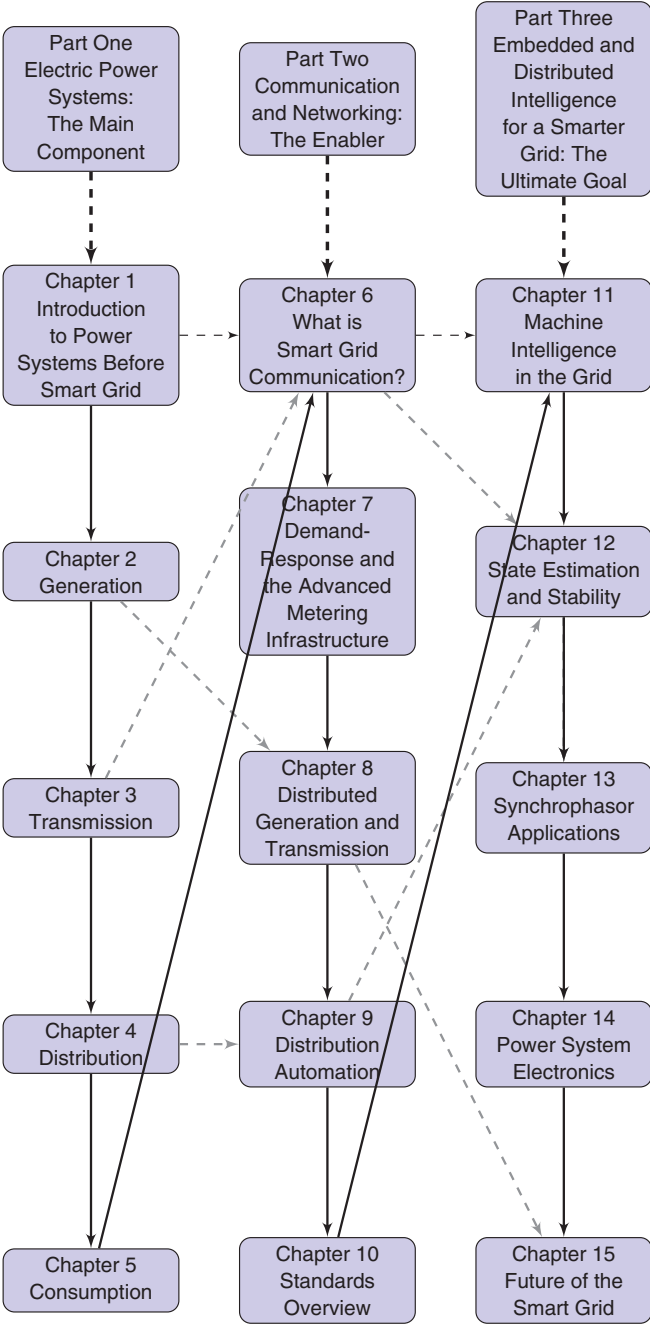 Part One
Electric Power
Systems:
The Main
Component
Part Two
Communication
and Networking:
The Enabler
Part Three
Embedded and
Distributed
Intelligence
for a Smarter
Grid: The
Ultimate Goal
Chapter 1
Introduction
to Power
Systems Before
Smart Grid
Chapter 6
What is
Smart Grid
Communication?
Chapter 11
Machine
Intelligence
in the Grid
Chapter 2
Generation
Chapter 7
Demand-
Response and
the Advanced
Metering
Infrastructure
Chapter 12
State Estimation
and Stability
Chapter 3
Transmission
Chapter 8
Distributed
Generation and
Transmission
Chapter 13
Synchrophasor
Applications
Chapter 4
Distribution
Chapter 9
Distribution
Automation
Chapter 14
Power System
Electronics
Chapter 5
Consumption
Chapter 10
Standards
Overview
Chapter 15
Future of the
Smart Grid